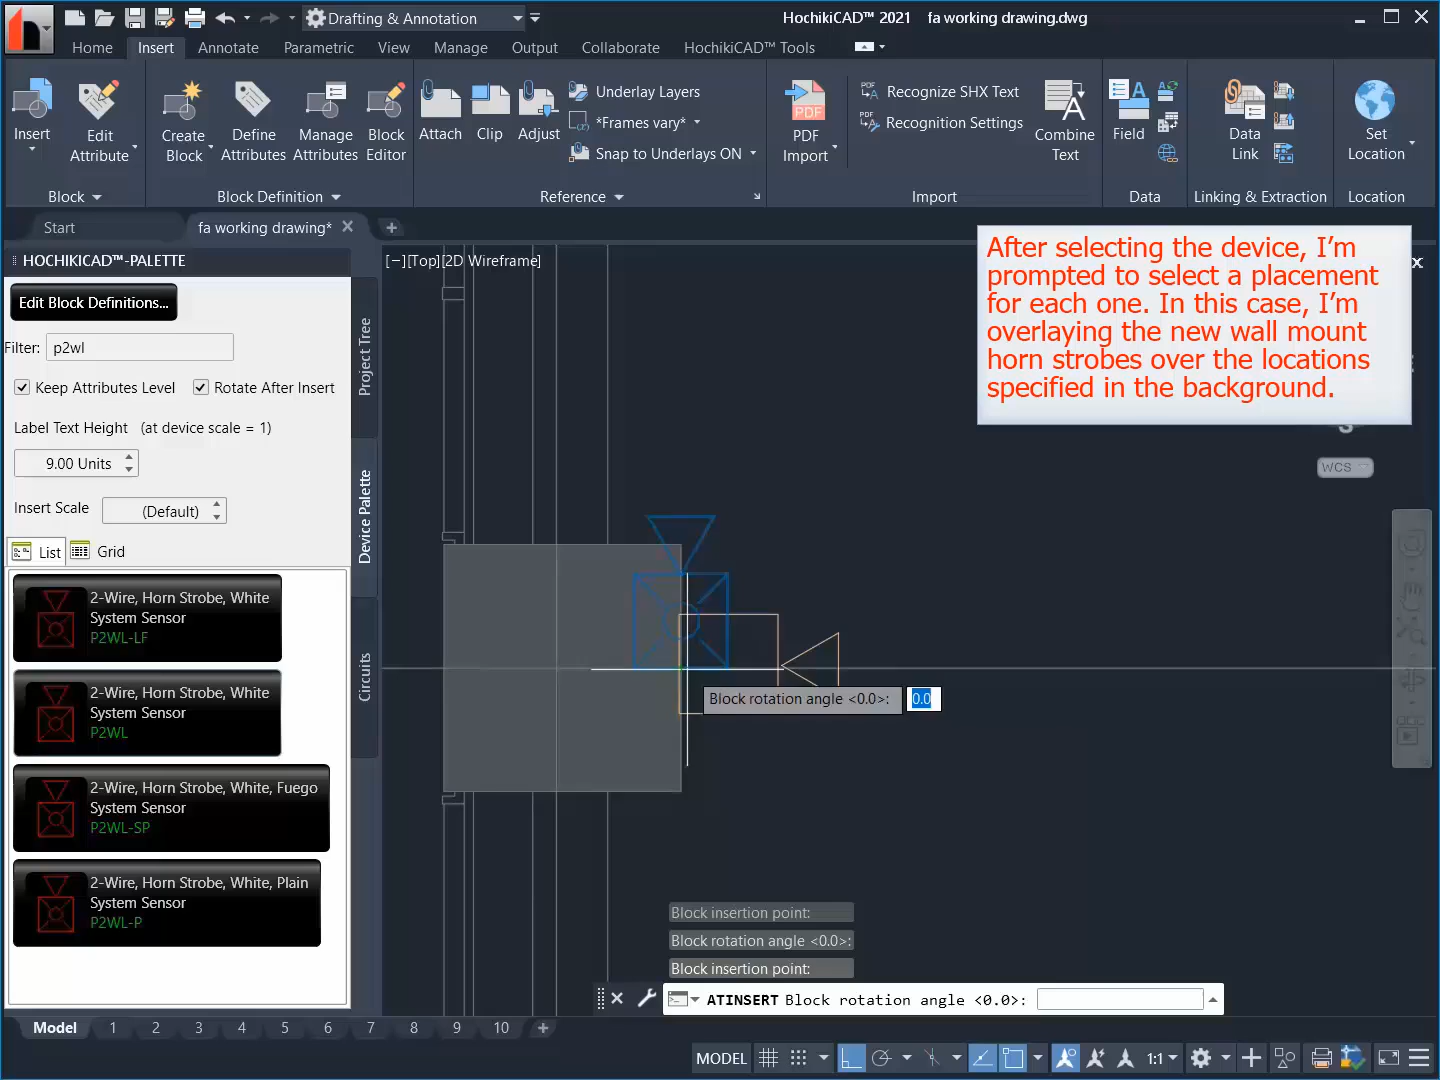 Drafting & Annotation
HochikiCAD™ 2021 fa working drawing.dwg
Home Insert Annotate Parametric View Manage Output Collaborate HochikiCAD™ Tools
Insert
Edit
Attribute
Create
Block
Define
Attributes
Manage
Attributes
Block
Editor
Attach
Clip
Adjust
Underlay Layers
*Frames vary*
Snap to Underlays ON
PDF
PDF
Import
PDF
Recognize SHX Text
PDF
Recognition Settings
Combine
Text
Field
Data
Link
Set
Location
Block
Block Definition
Reference
Import
Data
Linking & Extraction
Location
Start
fa working drawing*
HOCHIKICAD™-PALETTE
Edit Block Definitions...
Filter: p2wl
Keep Attributes Level Rotate After Insert
Label Text Height (at device scale = 1)
9.00 Units
Insert Scale (Default)
List Grid
2-Wire, Horn Strobe, White
System Sensor
P2WL-LF
2-Wire, Horn Strobe, White
System Sensor
P2WL
2-Wire, Horn Strobe, White, Fuego
System Sensor
P2WL-SP
2-Wire, Horn Strobe, White, Plain
System Sensor
P2WL-P
Project Tree
Device Palette
Circuits
[−][Top][2D Wireframe]
After selecting the device, I’m
prompted to select a placement
for each one. In this case, I’m
overlaying the new wall mount
horn strobes over the locations
specified in the background.
S
WCS
Block rotation angle <0.0>: 0.0
Block insertion point:
Block rotation angle <0.0>:
Block insertion point:
ATINSERT Block rotation angle <0.0>:
Model 1 2 3 4 5 6 7 8 9 10
MODEL 1:1